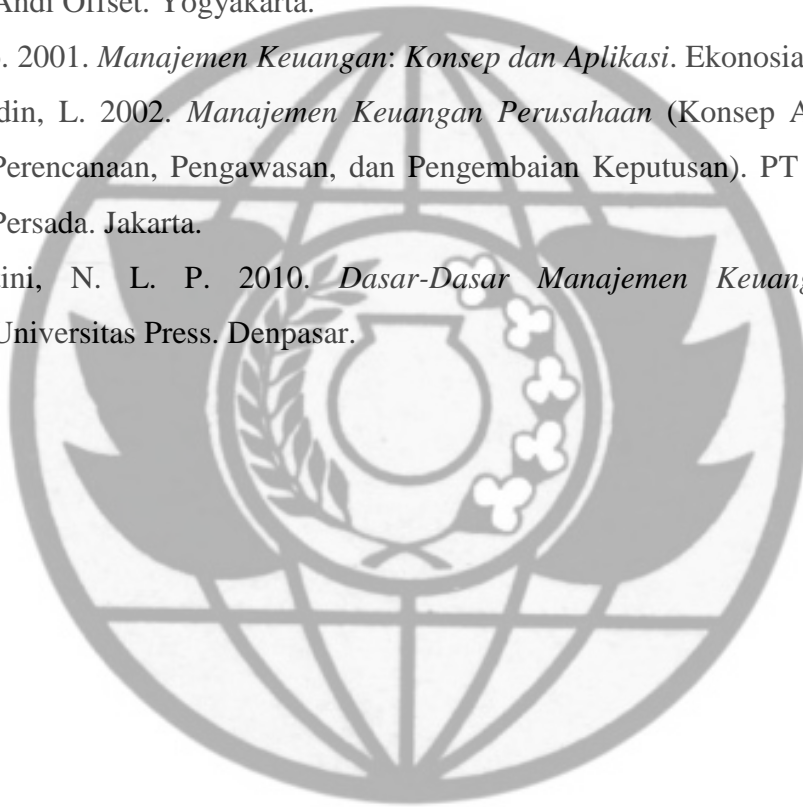 Andi Offset. Yogyakarta.
. 2001. Manajemen Keuangan: Konsep dan Aplikasi. Ekonosia
din, L. 2002. Manajemen Keuangan Perusahaan (Konsep A
Perencanaan, Pengawasan, dan Pengembaian Keputusan). PT
Persada. Jakarta.
ini, N. L. P. 2010. Dasar-Dasar Manajemen Keuang
Universitas Press. Denpasar.